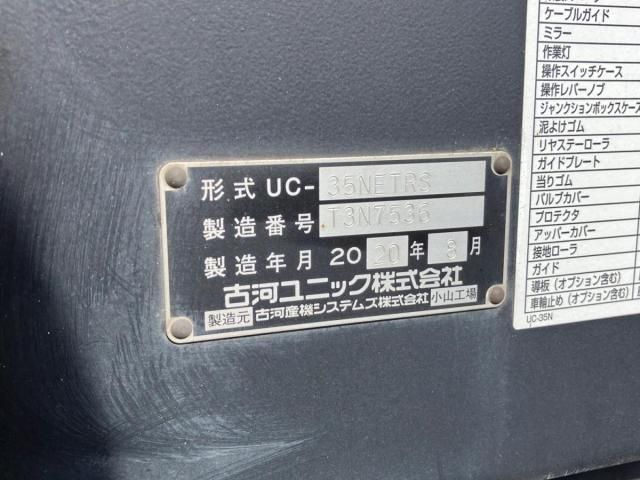 形式 UC- 35NETRS
製造番号 T3N7536
製造年月 2020年 8月
古河ユニック株式会社
製造元 古河産機システムズ株式会社 小山工場
ケーブルガイド
ミラー
作業灯
操作スイッチケース
操作レバーノブ
ジャンクションボックスケース
泥よけゴム
リヤステーローラ
ガイドプレート
当りゴム
バルブカバー
プロテクタ
アッパーカバー
接地ローラ
ガイド
導板(オプション含む)
車輪止め(オプション含む)
UC-35N